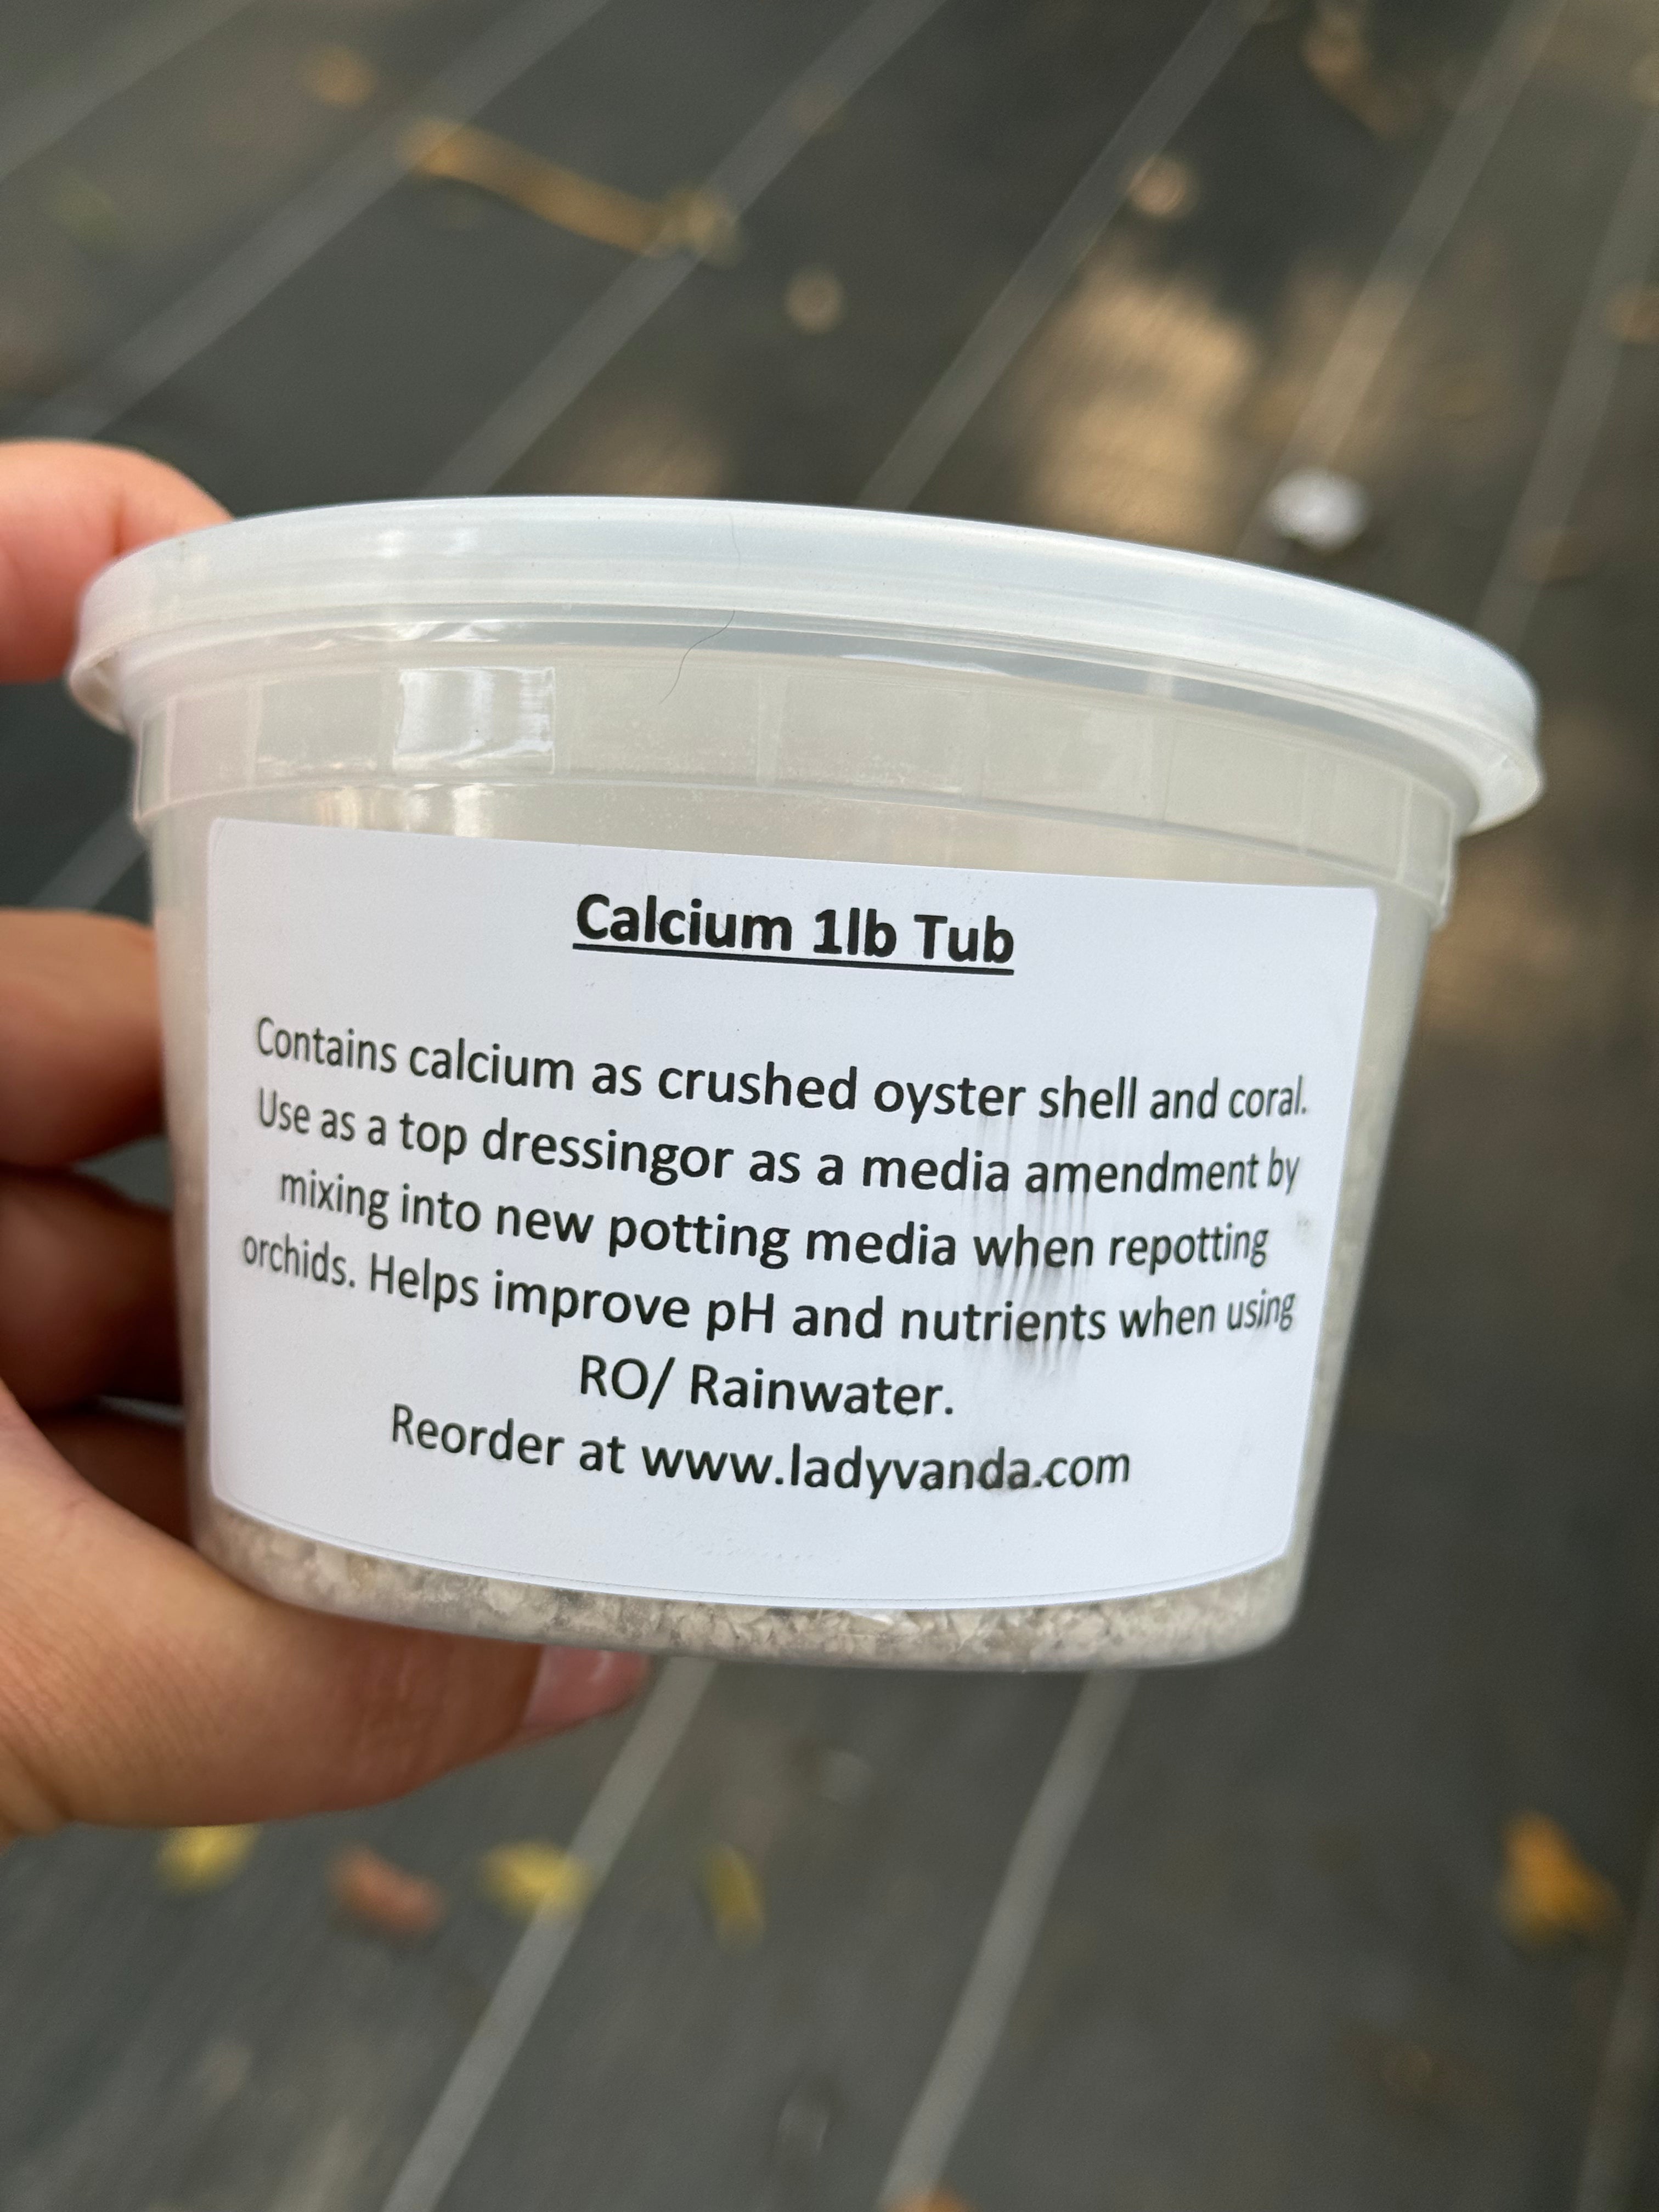 Calcium 1lb Tub
Contains calcium as crushed oyster shell and coral.
Use as a top dressingor as a media amendment by
mixing into new potting media when repotting
orchids. Helps improve pH and nutrients when using
RO/ Rainwater.
Reorder at www.ladyvanda.com